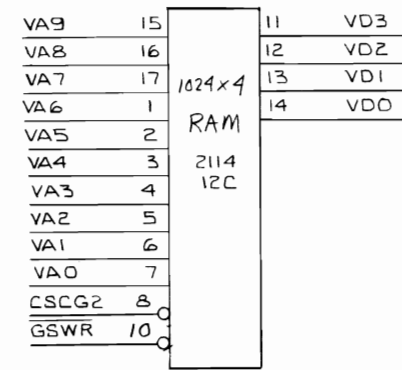 VA9 15 11 VD3
VA8 16 12 VD2
VA7 17 1024x4 13 VD1
VA6 1 RAM 14 VD0
VA5 2
VA4 3 2114
VA3 4 12C
VA2 5
VA1 6
VA0 7
CSCG2 8
GSWR 10